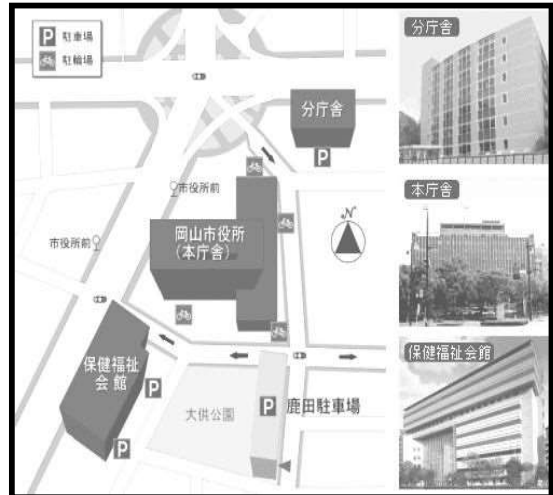 P 駐車場
駐輪場
分庁舎
P
市役所前
市役所前
岡山市役所
(本庁舎)
N
保健福祉
会館
P
P
大供公園
P
鹿田駐車場
分庁舎
本庁舎
保健福祉会館